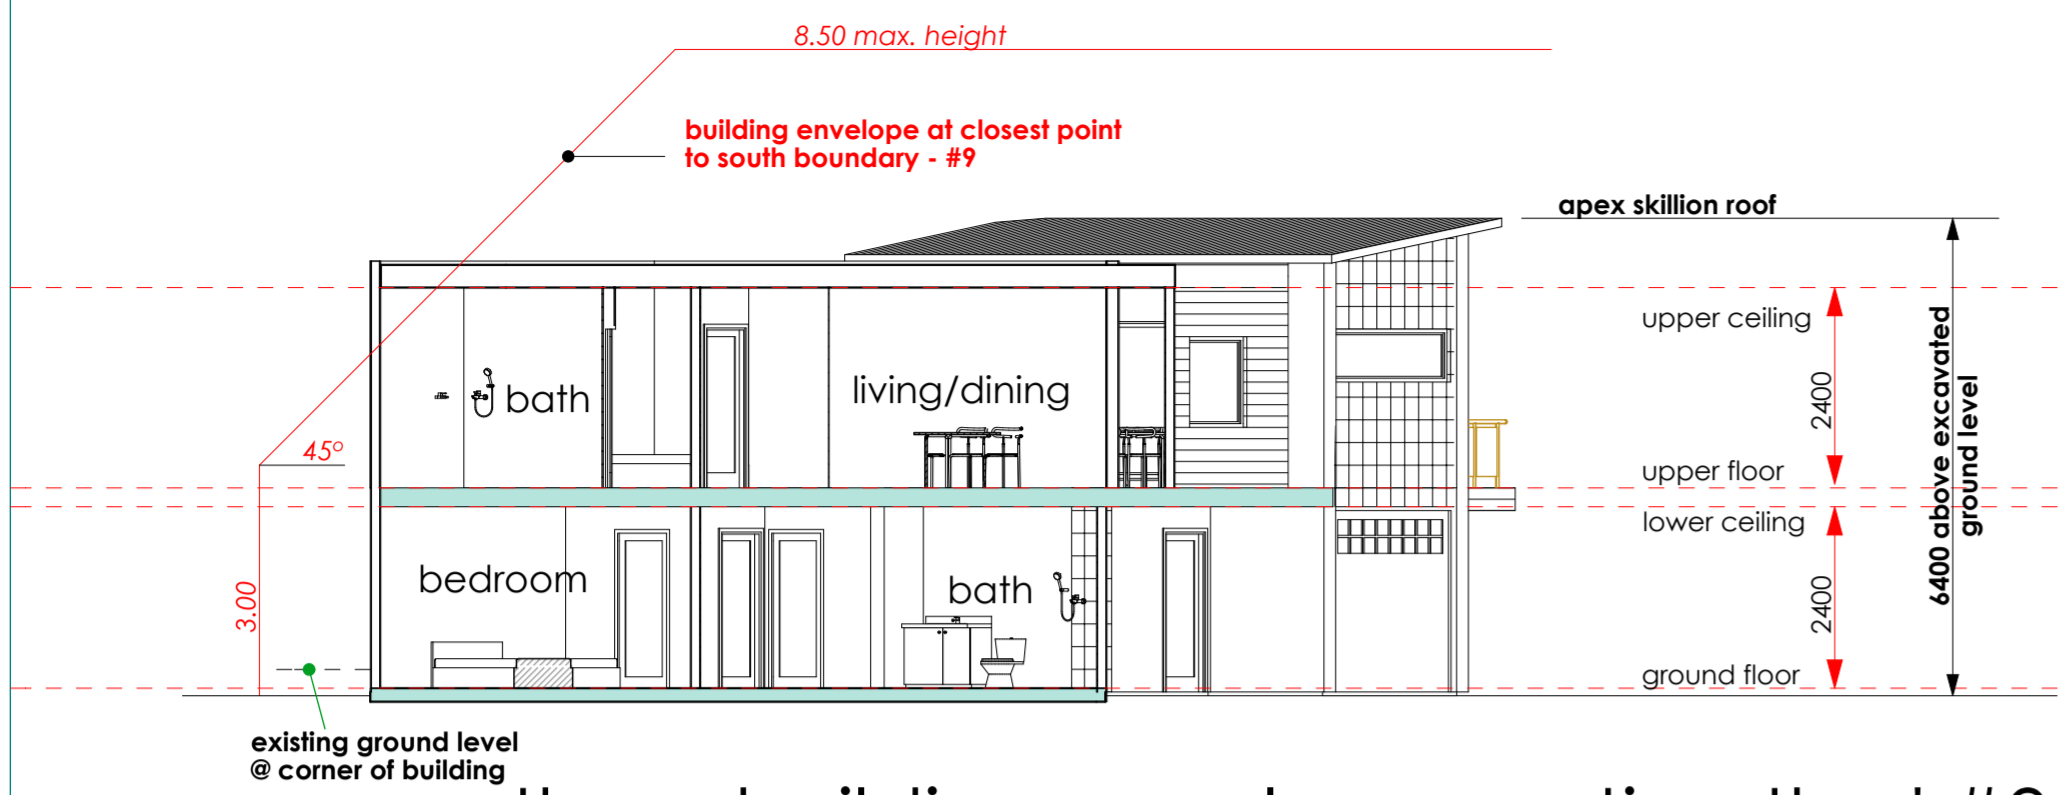 8.50 max. height
building envelope at closest point
to south boundary - #9
apex skillion roof
upper ceiling
bath
living/dining
2400
6400 above excavated
ground level
45°
upper floor
lower ceiling
bedroom
bath
3.00
2400
ground floor
existing ground level
@ corner of building